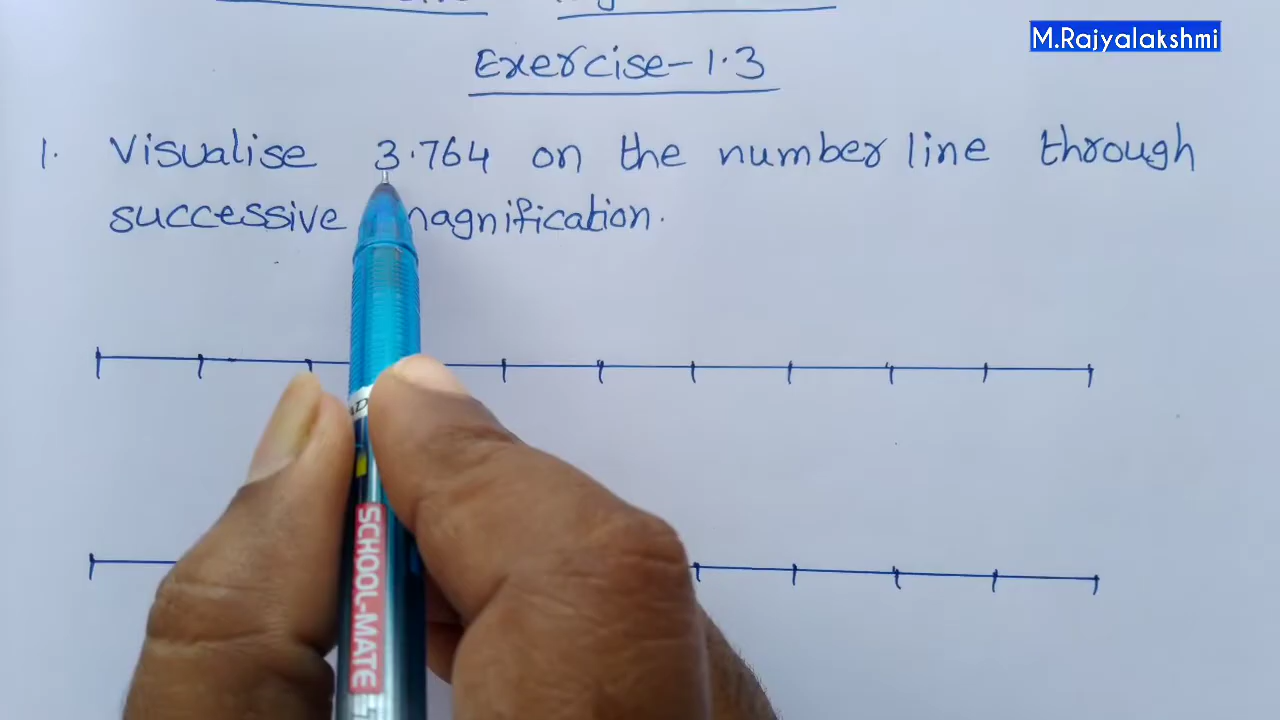 M.Rajyalakshmi
Exercise-1.3
1. Visualise 3.764 on the number line through
successive magnification.
SCHOOL-MATE